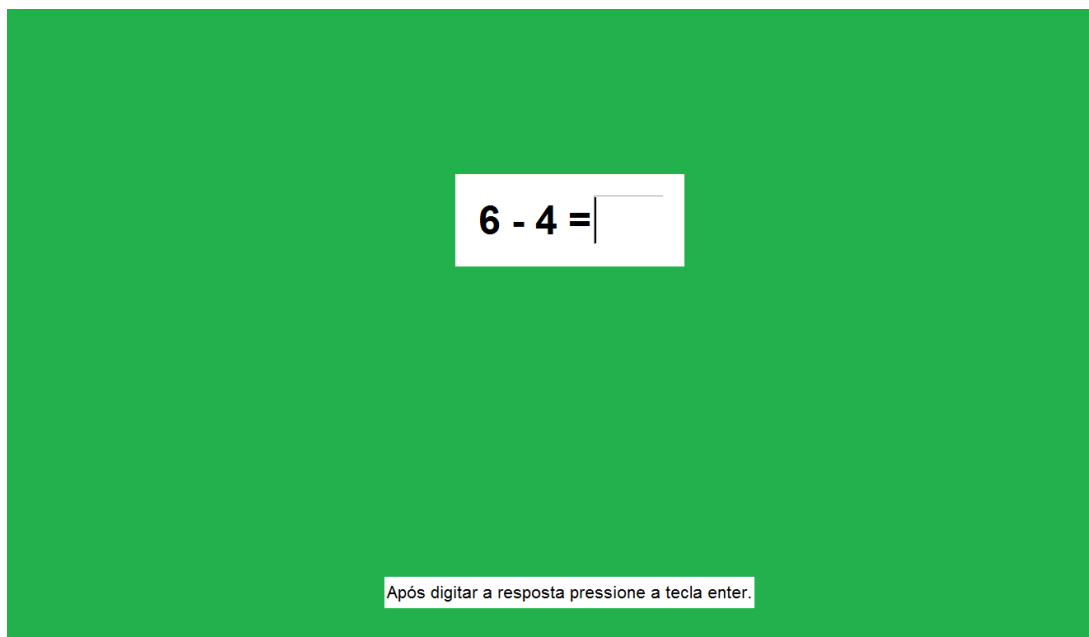 6 - 4 =
Após digitar a resposta pressione a tecla enter.